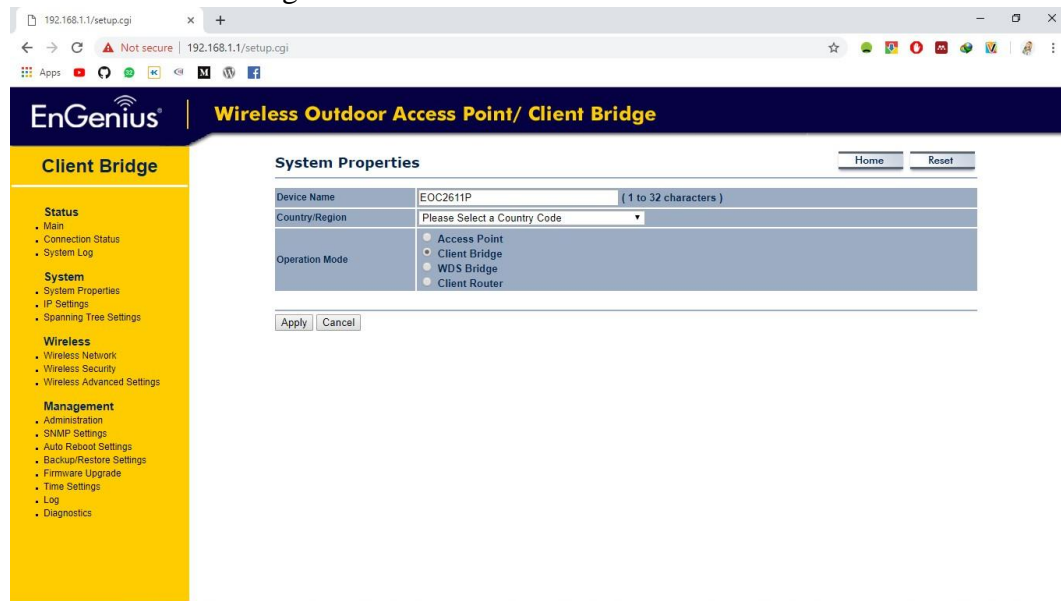 192.168.1.1/setup.cgi
Not secure | 192.168.1.1/setup.cgi
Apps
EnGenius®
Wireless Outdoor Access Point/ Client Bridge
Client Bridge
Status
Main
Connection Status
System Log
System
System Properties
IP Settings
Spanning Tree Settings
Wireless
Wireless Network
Wireless Security
Wireless Advanced Settings
Management
Administration
SNMP Settings
Auto Reboot Settings
Backup/Restore Settings
Firmware Upgrade
Time Settings
Log
Diagnostics
System Properties
Home Reset
Device Name EOC2611P ( 1 to 32 characters )
Country/Region Please Select a Country Code
Operation Mode
Access Point
Client Bridge
WDS Bridge
Client Router
Apply Cancel